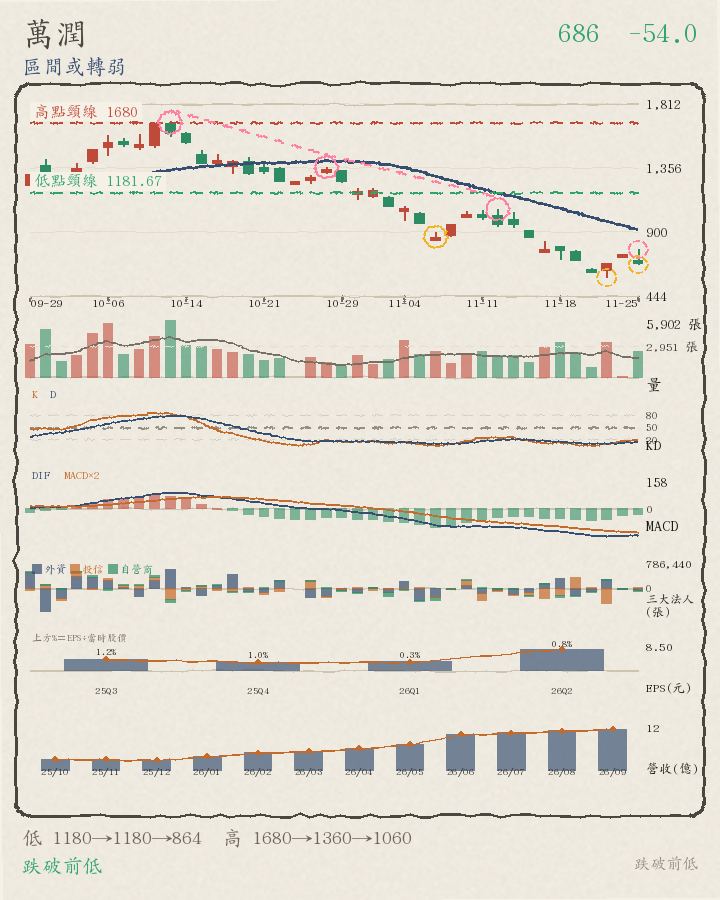 萬潤
686 -54.0
區間或轉弱
高點頸線 1680
1,812
1,356
低點頸線 1181.67
900
444
09-29 10-06 10-14 10-21 10-29 11-04 11-11 11-18 11-25
5,902 張
2,951 張
量
K D
80
50
20
KD
DIF MACD×2
158
0
MACD
外資 投信 自營商
786,440
0
三大法人
(張)
上方%=EPS÷當時股價
1.2% 1.0% 0.3% 0.8%
8.50
25Q3 25Q4 26Q1 26Q2
EPS(元)
12
25/10 25/11 25/12 26/01 26/02 26/03 26/04 26/05 26/06 26/07 26/08 26/09
營收(億)
低 1180→1180→864 高 1680→1360→1060
跌破前低
跌破前低